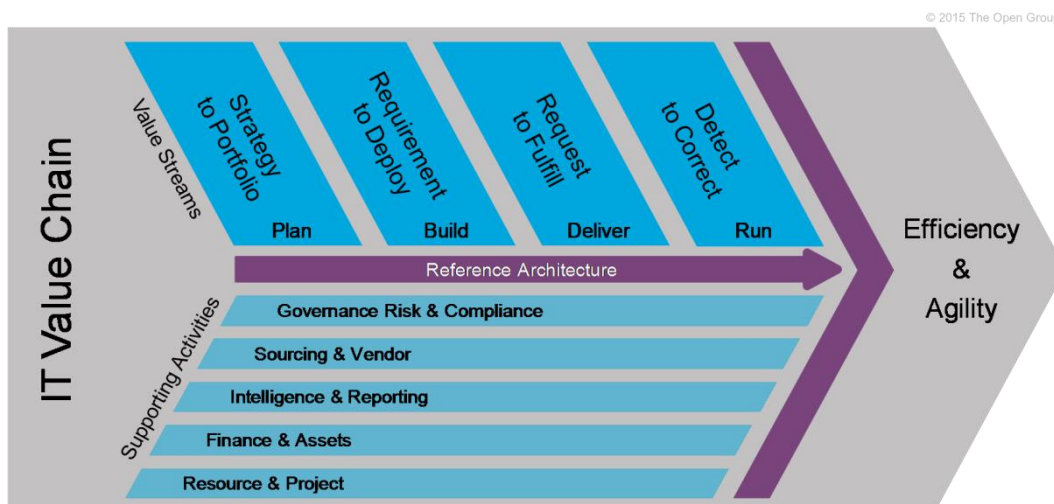 © 2015 The Open Group
IT Value Chain
Value Streams
Strategy
to Portfolio
Plan
Requirement
to Deploy
Build
Request
to Fulfill
Deliver
Detect
to Correct
Run
Reference Architecture
Efficiency
&
Agility
Supporting Activities
Governance Risk & Compliance
Sourcing & Vendor
Intelligence & Reporting
Finance & Assets
Resource & Project